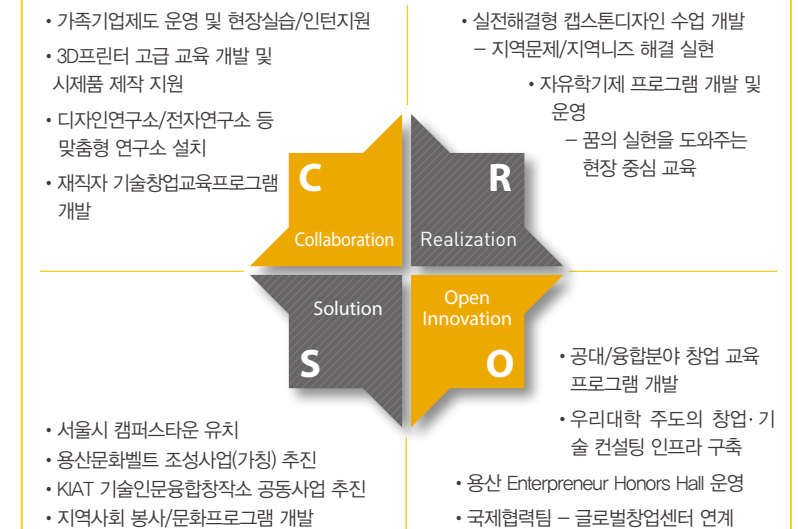 • 가족기업제도 운영 및 현장실습/인턴지원
• 3D프린터 고급 교육 개발 및
시제품 제작 지원
• 디자인연구소/전자연구소 등
맞춤형 연구소 설치
• 재직자 기술창업교육프로그램
개발
C
Collaboration
• 실전해결형 캡스톤디자인 수업 개발
– 지역문제/지역니즈 해결 실현
• 자유학기제 프로그램 개발 및
운영
– 꿈의 실현을 도와주는
현장 중심 교육
R
Realization
Solution
S
• 서울시 캠퍼스타운 유치
• 용산문화벨트 조성사업(가칭) 추진
• KIAT 기술인문융합창작소 공동사업 추진
• 지역사회 봉사/문화프로그램 개발
Open
Innovation
O
• 공대/융합분야 창업 교육
프로그램 개발
• 우리대학 주도의 창업·기
술 컨설팅 인프라 구축
• 용산 Enterpreneur Honors Hall 운영
• 국제협력팀 – 글로벌창업센터 연계